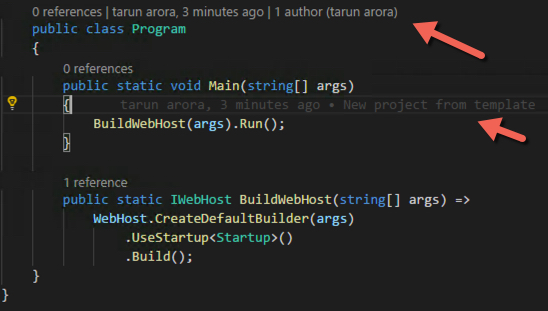 0 references | tarun arora, 3 minutes ago | 1 author (tarun arora)
public class Program
{
0 references
public static void Main(string[] args)
{ tarun arora, 3 minutes ago • New project from template
BuildWebHost(args).Run();
}
1 reference
public static IWebHost BuildWebHost(string[] args) =>
WebHost.CreateDefaultBuilder(args)
.UseStartup<Startup>()
.Build();
}
}